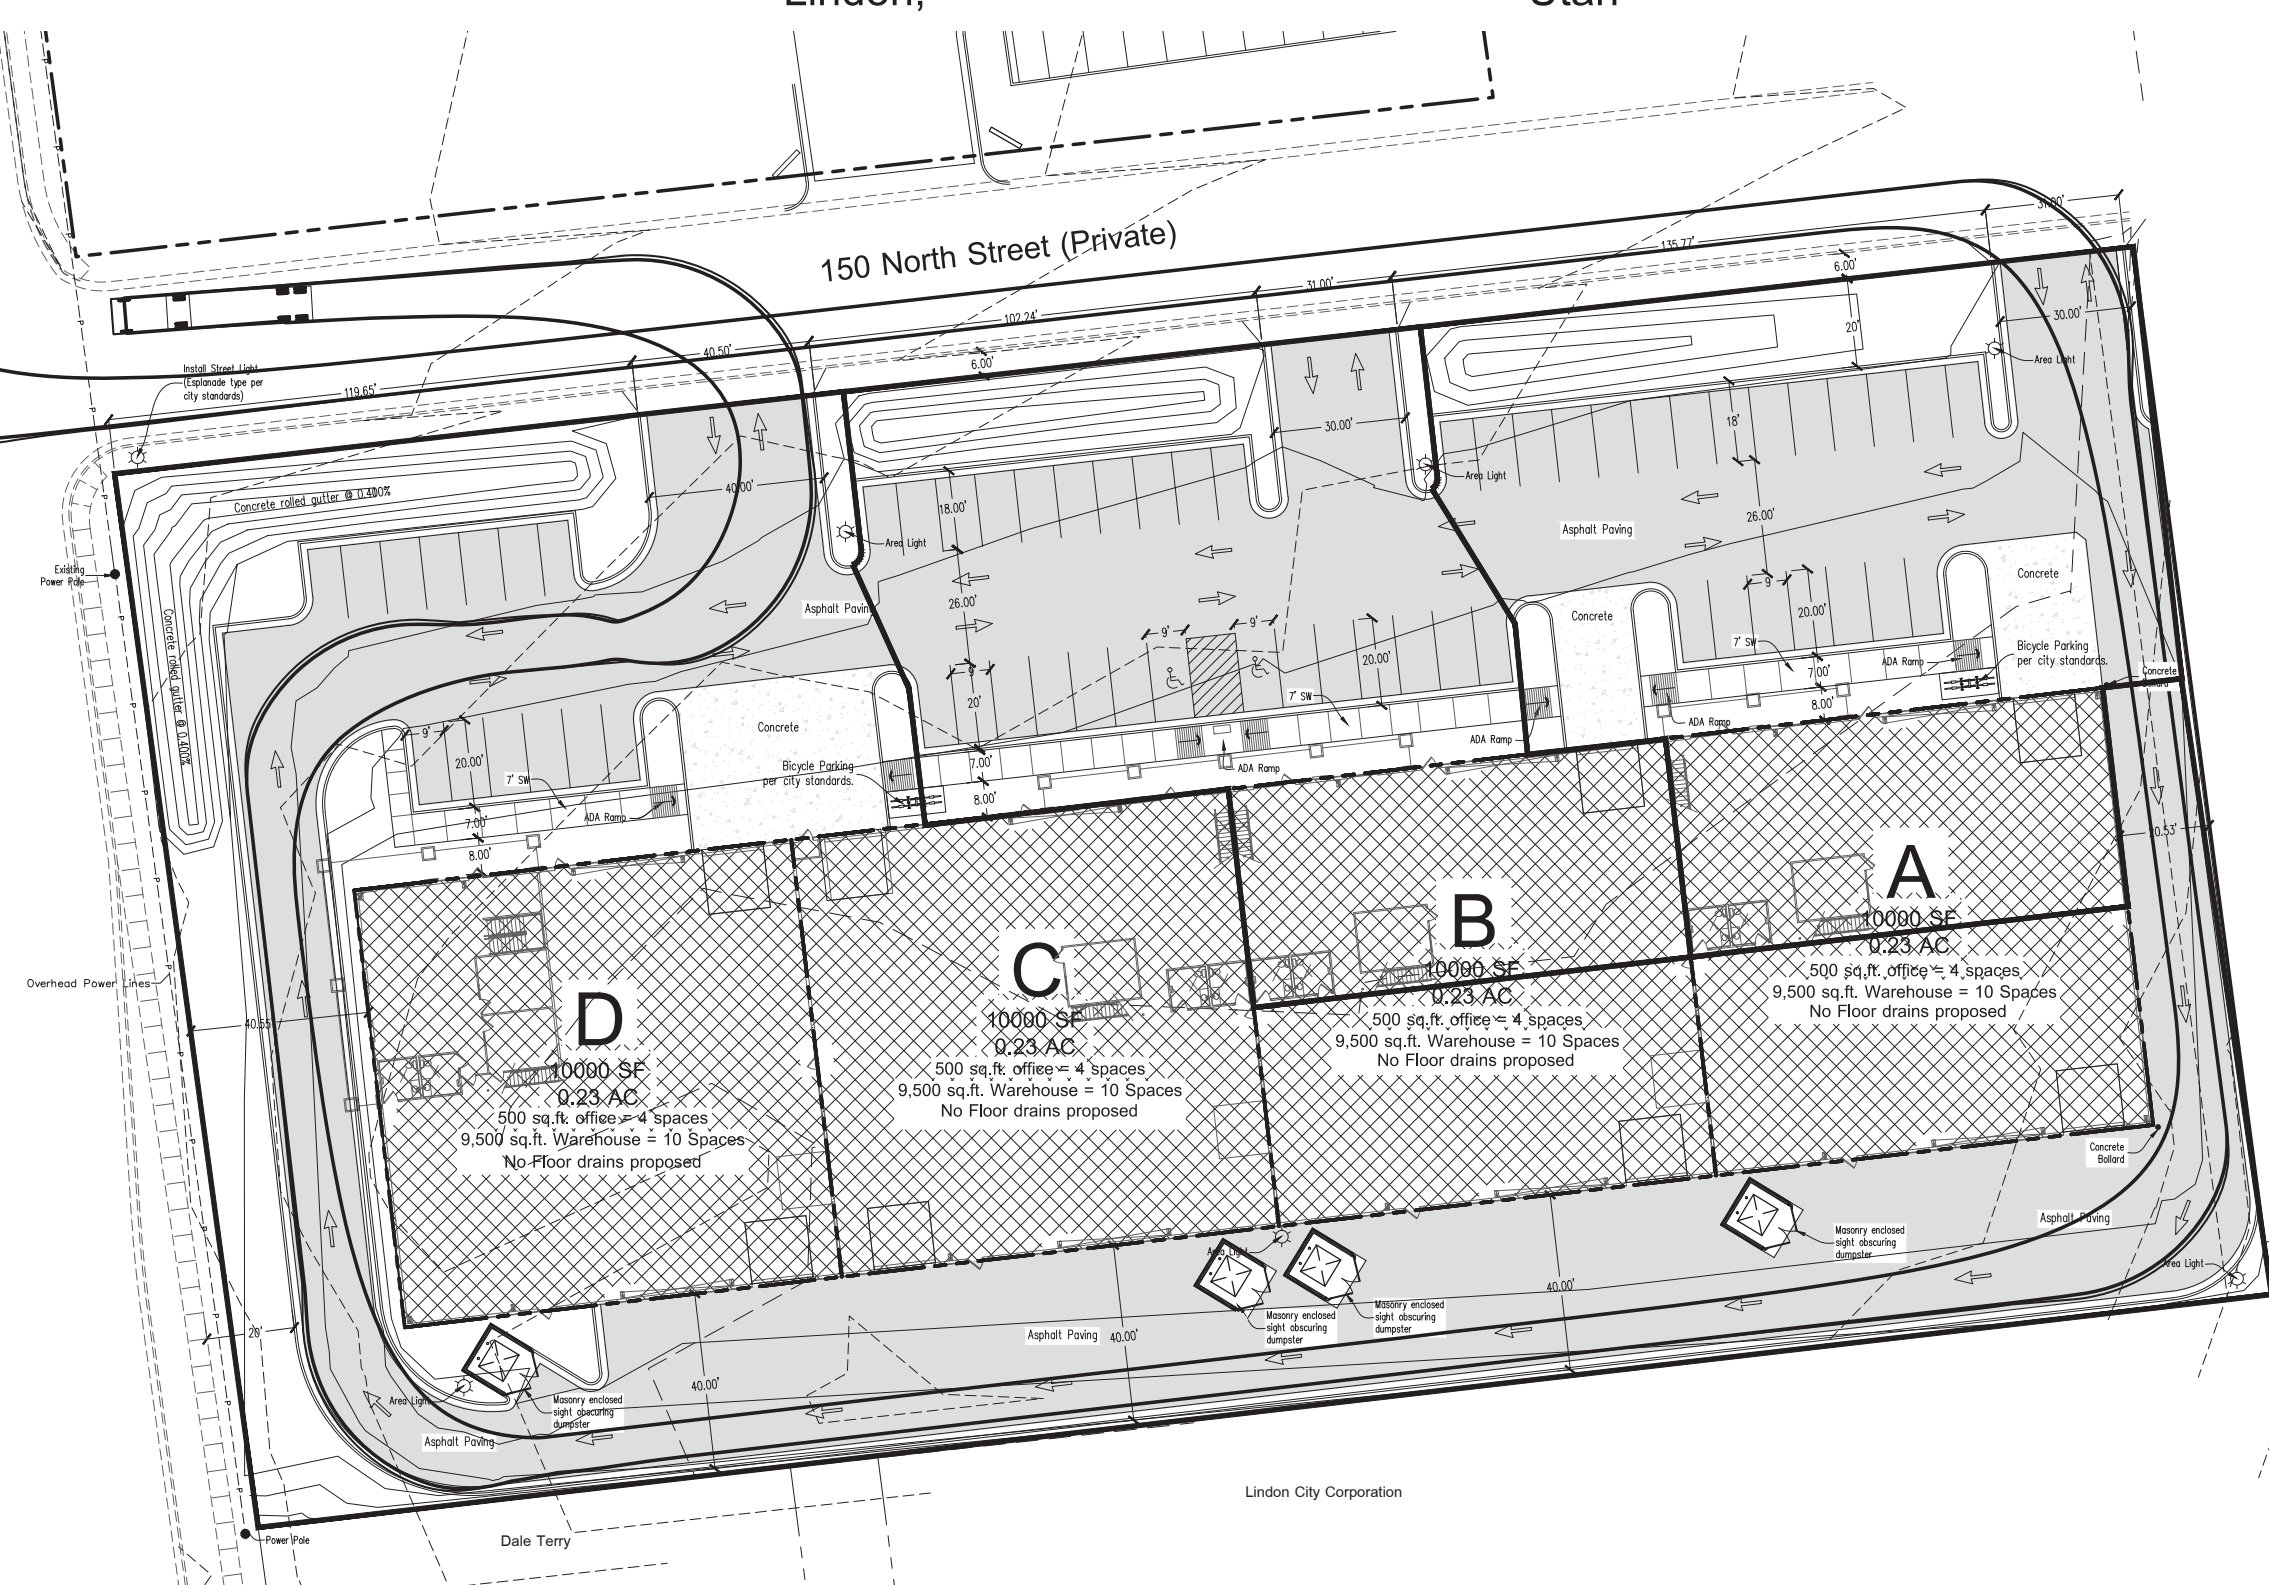 150 North Street (Private)
31.00'
135.77'
6.00'
31.00'
102.24'
6.00'
40.50'
119.65'
Install Street Light
(Esplanade type per
city standards)
30.00'
20'
Area Light
18'
30.00'
Area Light
40.00'
18.00'
Area Light
Concrete rolled gutter @ 0.400%
Concrete rolled gutter @ 0.400%
Existing
Power Pole
Asphalt Paving
26.00'
Asphalt Paving
26.00'
9'
20.00'
Concrete
Concrete
9'
9'
20.00'
9'
20'
7' SW
7' SW
7' SW
ADA Ramp
Bicycle Parking
per city standards.
Concrete
Bollard
7.00'
8.00'
ADA Ramp
ADA Ramp
ADA Ramp
Concrete
Bicycle Parking
per city standards.
7.00'
8.00'
9'
20.00'
ADA Ramp
7.00'
8.00'
A
10000 SF
0.23 AC
500 sq.ft. office = 4 spaces
9,500 sq.ft. Warehouse = 10 Spaces
No Floor drains proposed
B
10000 SF
0.23 AC
500 sq.ft. office = 4 spaces
9,500 sq.ft. Warehouse = 10 Spaces
No Floor drains proposed
C
10000 SF
0.23 AC
500 sq.ft. office = 4 spaces
9,500 sq.ft. Warehouse = 10 Spaces
No Floor drains proposed
D
10000 SF
0.23 AC
500 sq.ft. office = 4 spaces
9,500 sq.ft. Warehouse = 10 Spaces
No Floor drains proposed
Overhead Power Lines
40.55'
20'
Concrete
Bollard
Asphalt Paving
Area Light
Masonry enclosed
sight obscuring
dumpster
Area Light
Masonry enclosed
sight obscuring
dumpster
Masonry enclosed
sight obscuring
dumpster
40.00'
Asphalt Paving
40.00'
40.00'
Area Light
Masonry enclosed
sight obscuring
dumpster
Asphalt Paving
Lindon City Corporation
Dale Terry
Power Pole